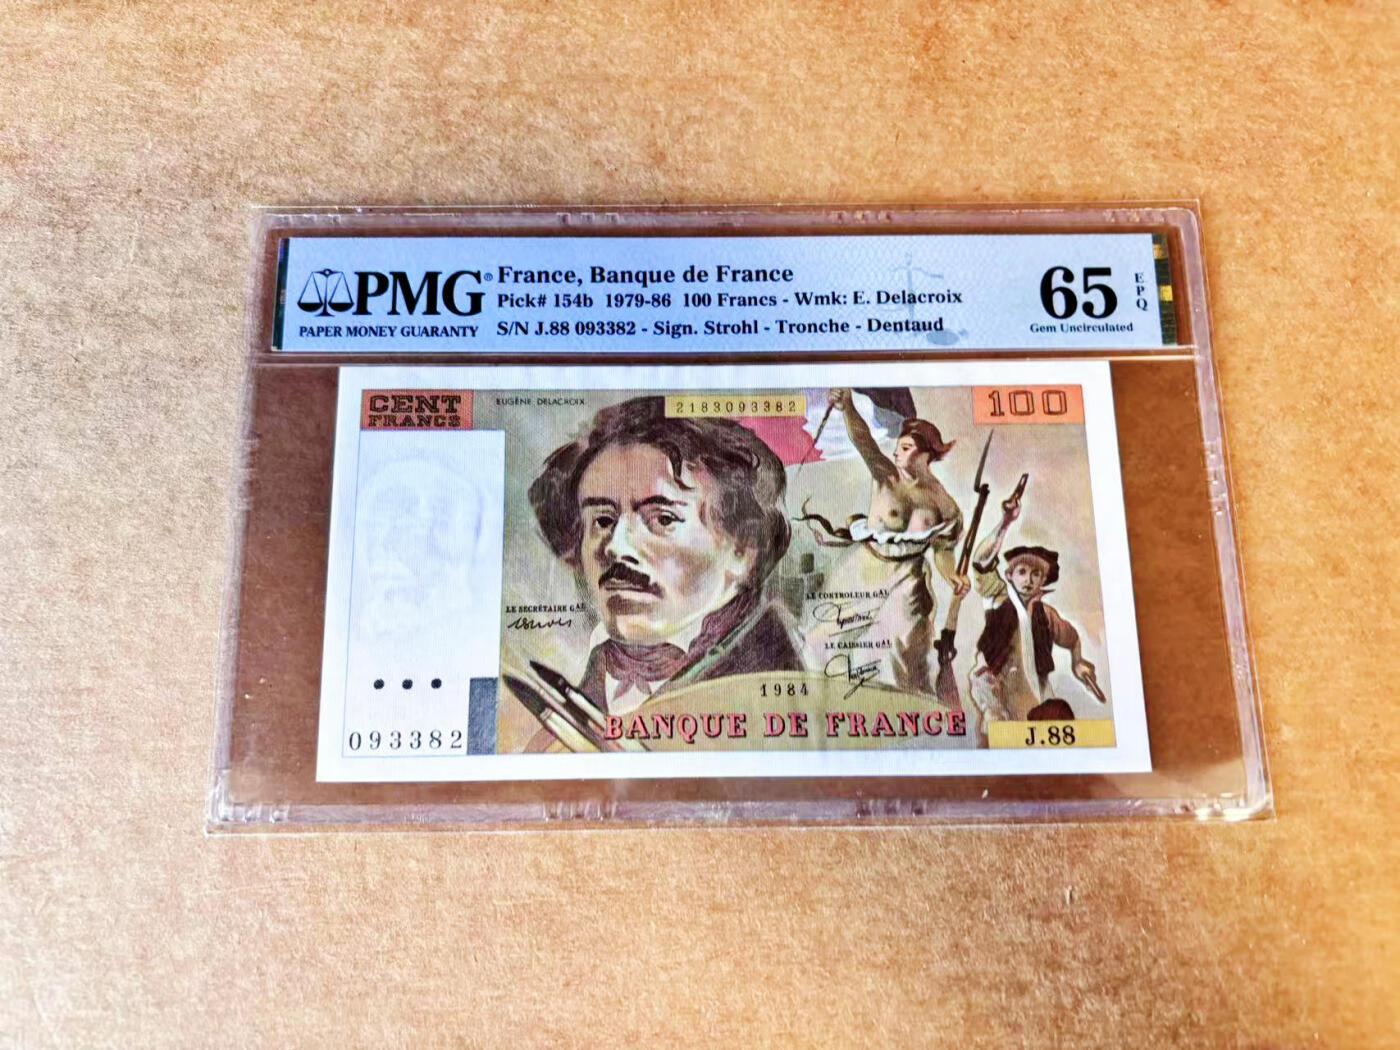 PMG®
PAPER MONEY GUARANTY
France, Banque de France
Pick# 154b 1979-86 100 Francs - Wmk: E. Delacroix
S/N J.88 093382 - Sign. Strohl - Tronche - Dentaud
65 EPQ
Gem Uncirculated
CENT
FRANCS
EUGÈNE DELACROIX
2183093382
100
LE SECRÉTAIRE GAL
LE CONTROLEUR GAL
LE CAISSIER GAL
1984
BANQUE DE FRANCE
093382
J.88